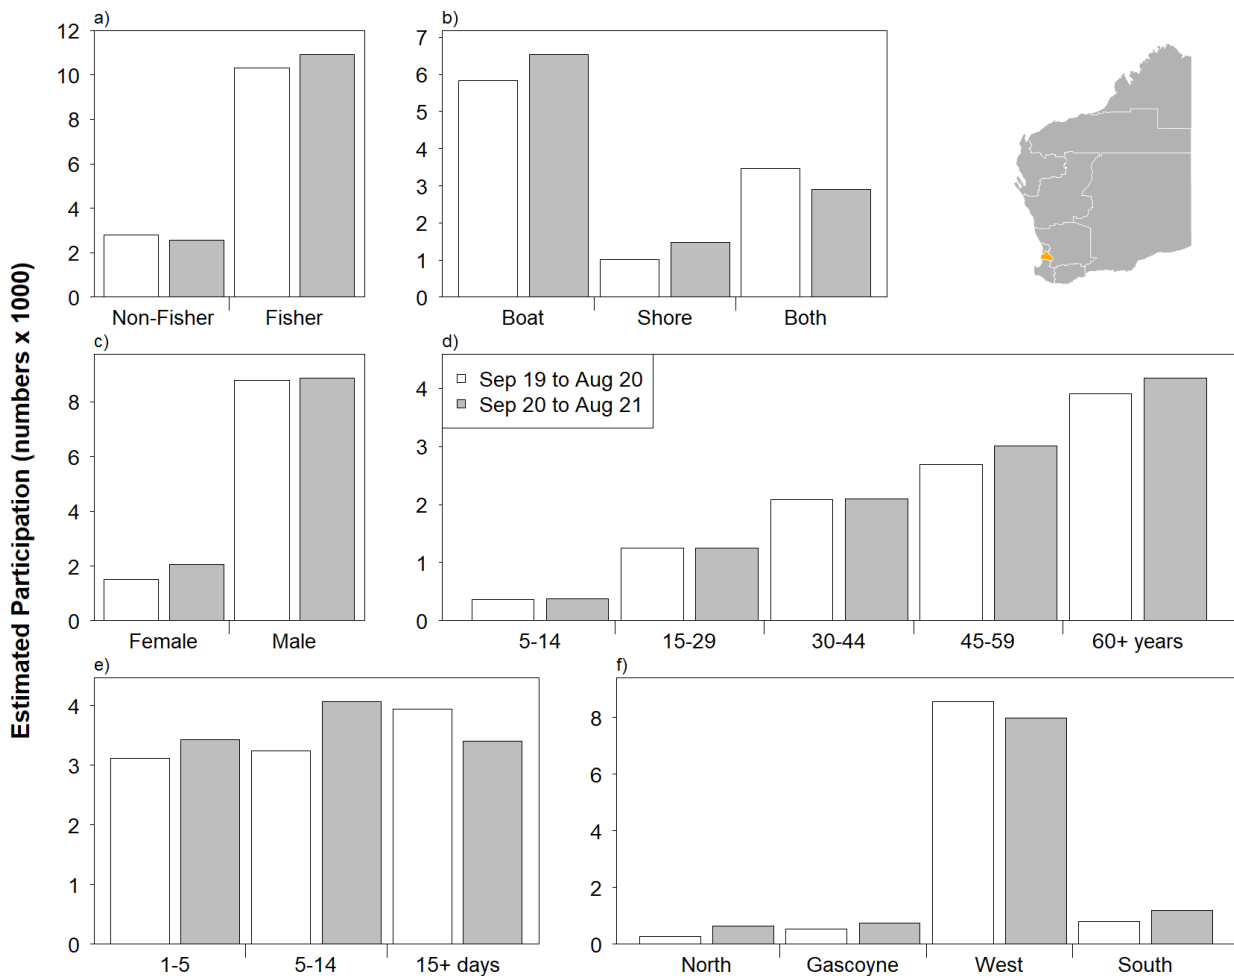 Estimated Participation (numbers x 1000)
a)
12
10
8
6
4
2
0
Non-Fisher
Fisher
b)
7
6
5
4
3
2
1
0
Boat
Shore
Both
c)
8
6
4
2
0
Female
Male
d)
Sep 19 to Aug 20
Sep 20 to Aug 21
4
3
2
1
0
5-14
15-29
30-44
45-59
60+ years
e)
4
3
2
1
0
1-5
5-14
15+ days
f)
8
6
4
2
0
North
Gascoyne
West
South